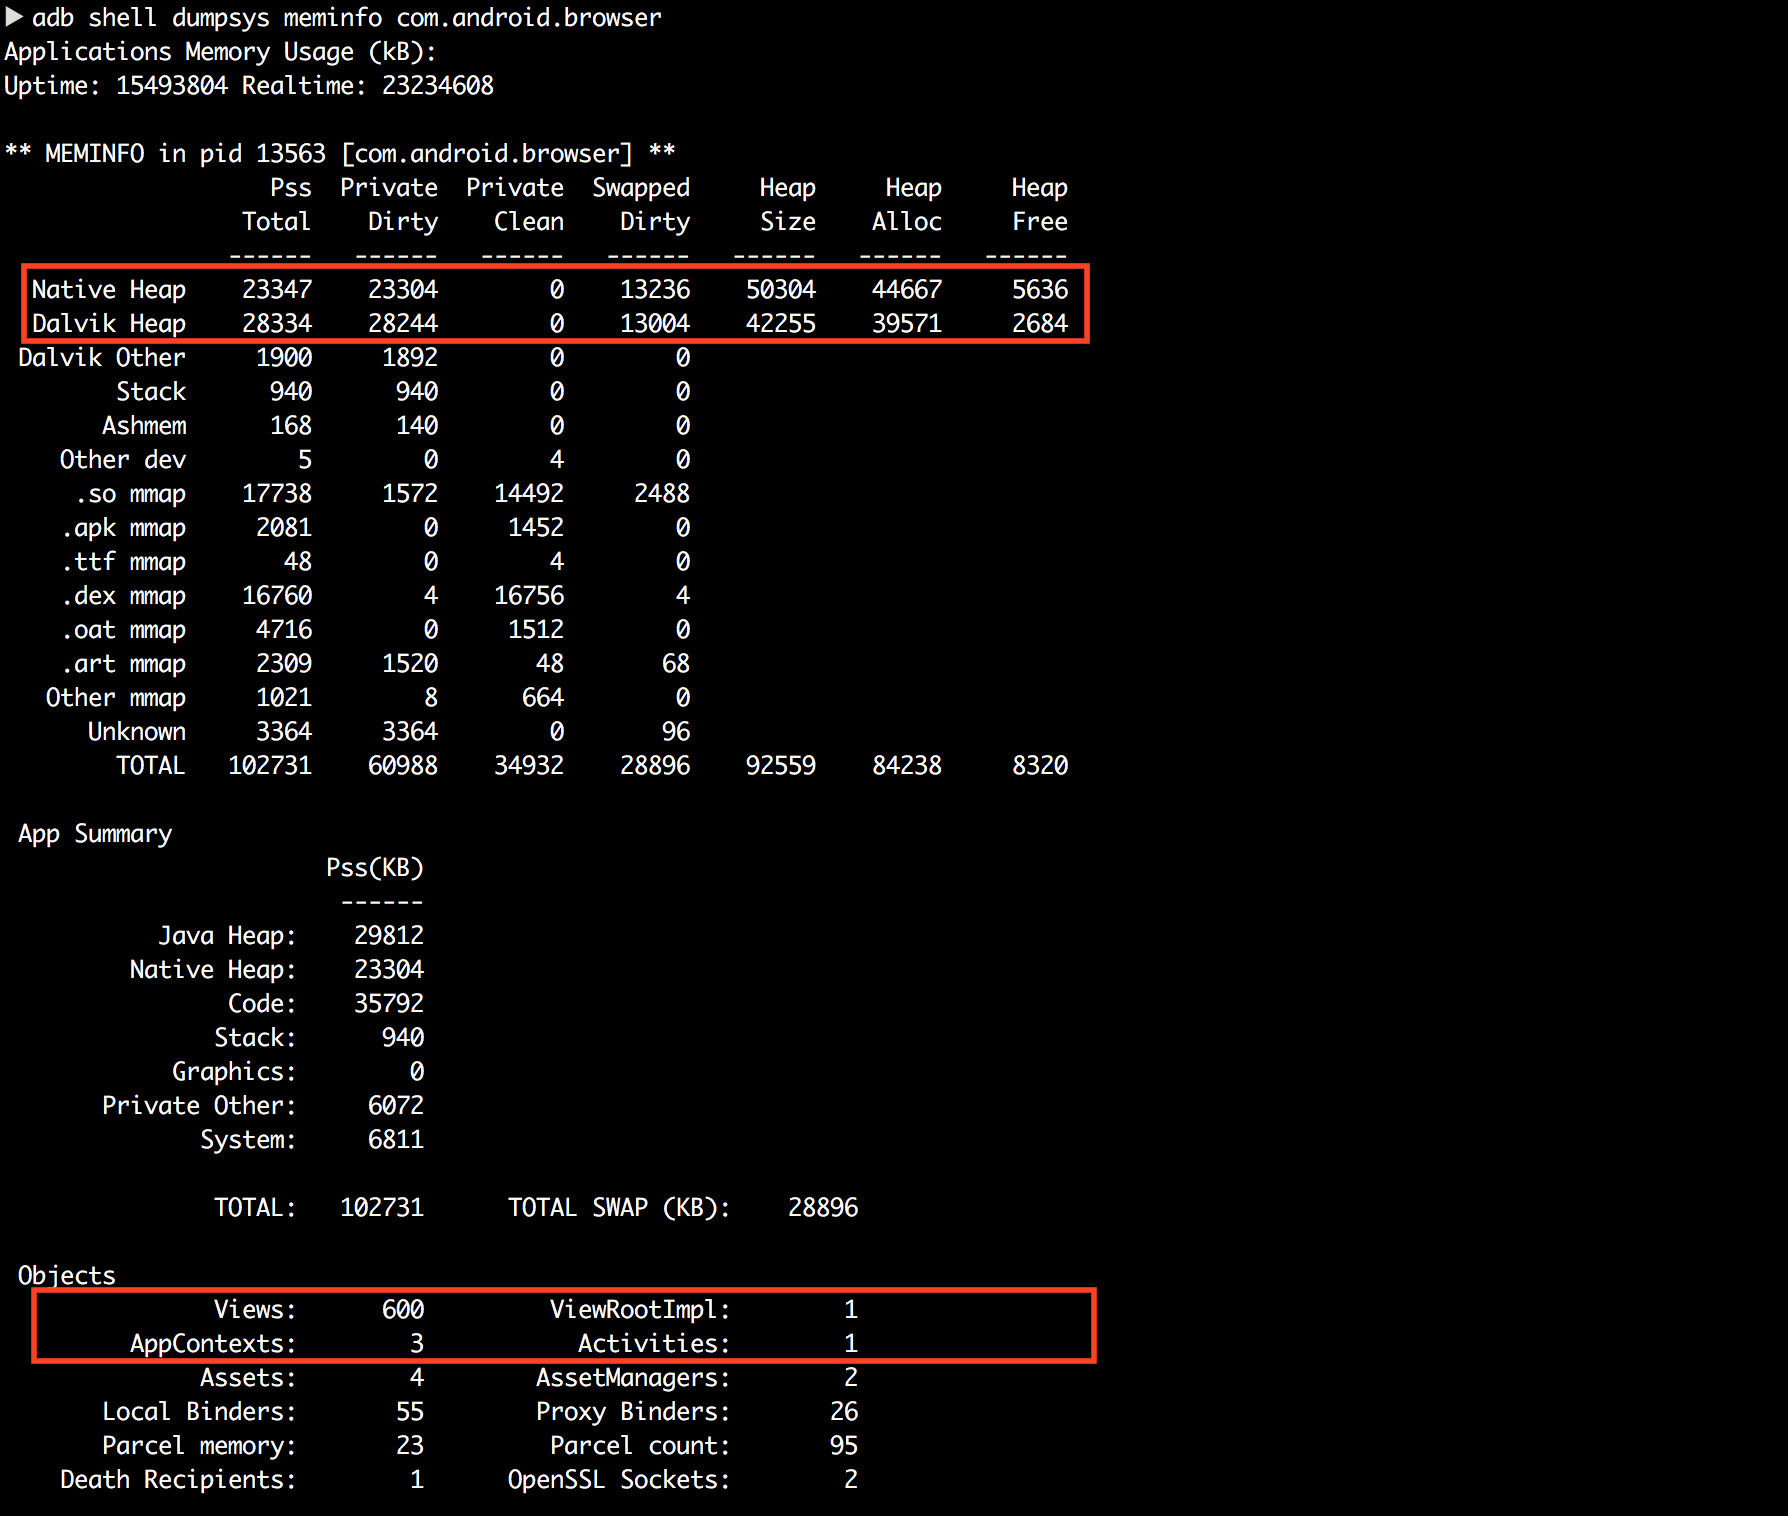 ▶ adb shell dumpsys meminfo com.android.browser
Applications Memory Usage (kB):
Uptime: 15493804 Realtime: 23234608

** MEMINFO in pid 13563 [com.android.browser] **
                   Pss  Private  Private  Swapped     Heap     Heap     Heap
                 Total    Dirty    Clean    Dirty     Size    Alloc     Free
                ------   ------   ------   ------   ------   ------   ------
  Native Heap    23347    23304        0    13236    50304    44667     5636
  Dalvik Heap    28334    28244        0    13004    42255    39571     2684
 Dalvik Other     1900     1892        0        0
        Stack      940      940        0        0
       Ashmem      168      140        0        0
    Other dev        5        0        4        0
     .so mmap    17738     1572    14492     2488
    .apk mmap     2081        0     1452        0
    .ttf mmap       48        0        4        0
    .dex mmap    16760        4    16756        4
    .oat mmap     4716        0     1512        0
    .art mmap     2309     1520       48       68
   Other mmap     1021        8      664        0
      Unknown     3364     3364        0       96
        TOTAL   102731    60988    34932    28896    92559    84238     8320

 App Summary
                       Pss(KB)
                        ------
           Java Heap:    29812
         Native Heap:    23304
                Code:    35792
               Stack:      940
            Graphics:        0
       Private Other:     6072
              System:     6811

               TOTAL:   102731      TOTAL SWAP (KB):    28896

 Objects
               Views:      600         ViewRootImpl:        1
         AppContexts:        3           Activities:        1
              Assets:        4        AssetManagers:        2
       Local Binders:       55        Proxy Binders:       26
       Parcel memory:       23         Parcel count:       95
    Death Recipients:        1      OpenSSL Sockets:        2